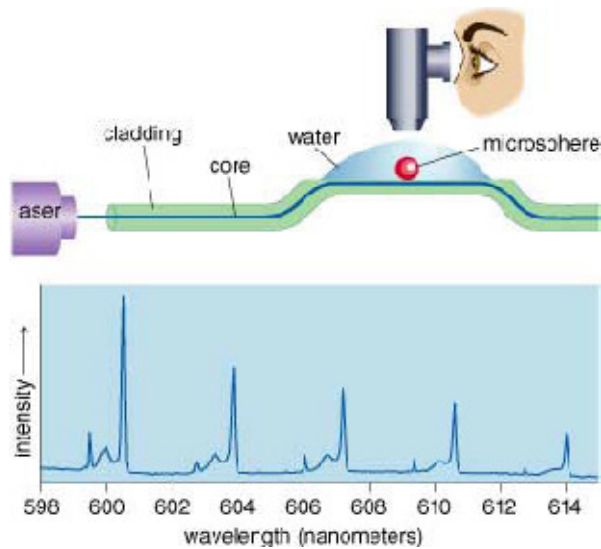 cladding
water
core
microsphere
aser
intensity
598 600 602 604 606 608 610 612 614
wavelength (nanometers)